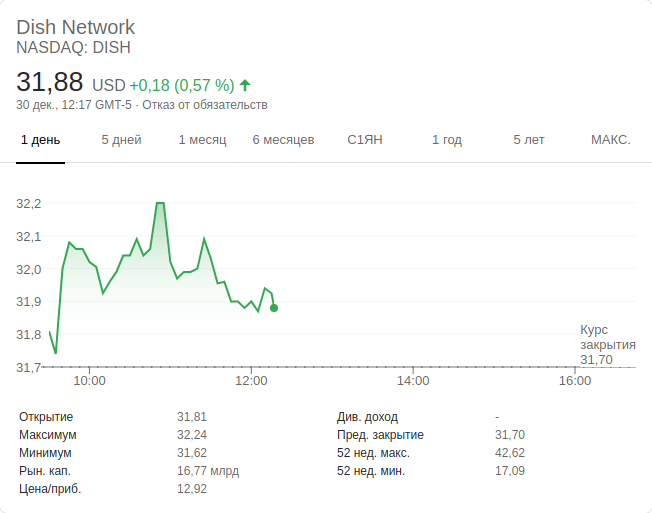 Dish Network
NASDAQ: DISH
31,88 USD +0,18 (0,57 %)
30 дек., 12:17 GMT-5 · Отказ от обязательств
1 день 5 дней 1 месяц 6 месяцев С1ЯН 1 год 5 лет МАКС.
32,2
32,1
32,0
31,9
31,8
Курс
закрытия
31,70
31,7
10:00 12:00 14:00 16:00
Открытие 31,81 Див. доход -
Максимум 32,24 Пред. закрытие 31,70
Минимум 31,62 52 нед. макс. 42,62
Рын. кап. 16,77 млрд 52 нед. мин. 17,09
Цена/приб. 12,92